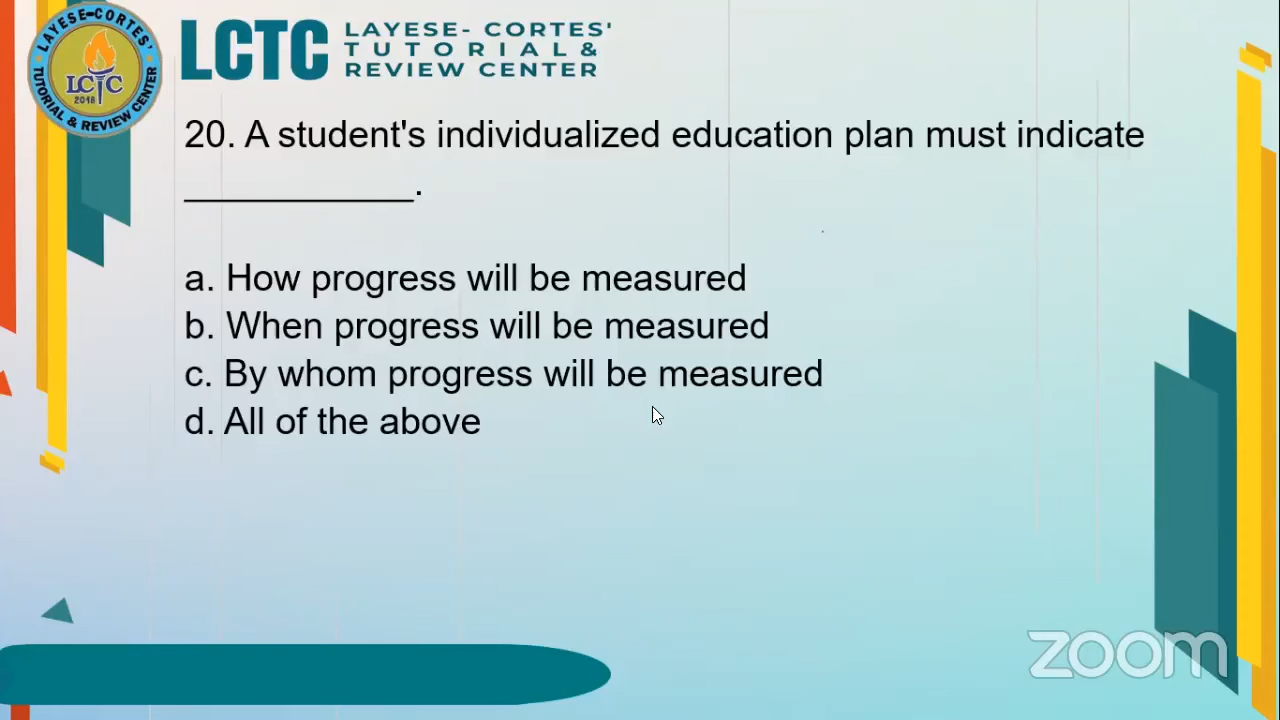 LAYESE-CORTES'
LCTC
2018
TUTORIAL & REVIEW CENTER
LCTC
LAYESE- CORTES'
TUTORIAL &
REVIEW CENTER
20. A student's individualized education plan must indicate
___________.
a. How progress will be measured
b. When progress will be measured
c. By whom progress will be measured
d. All of the above
zoom